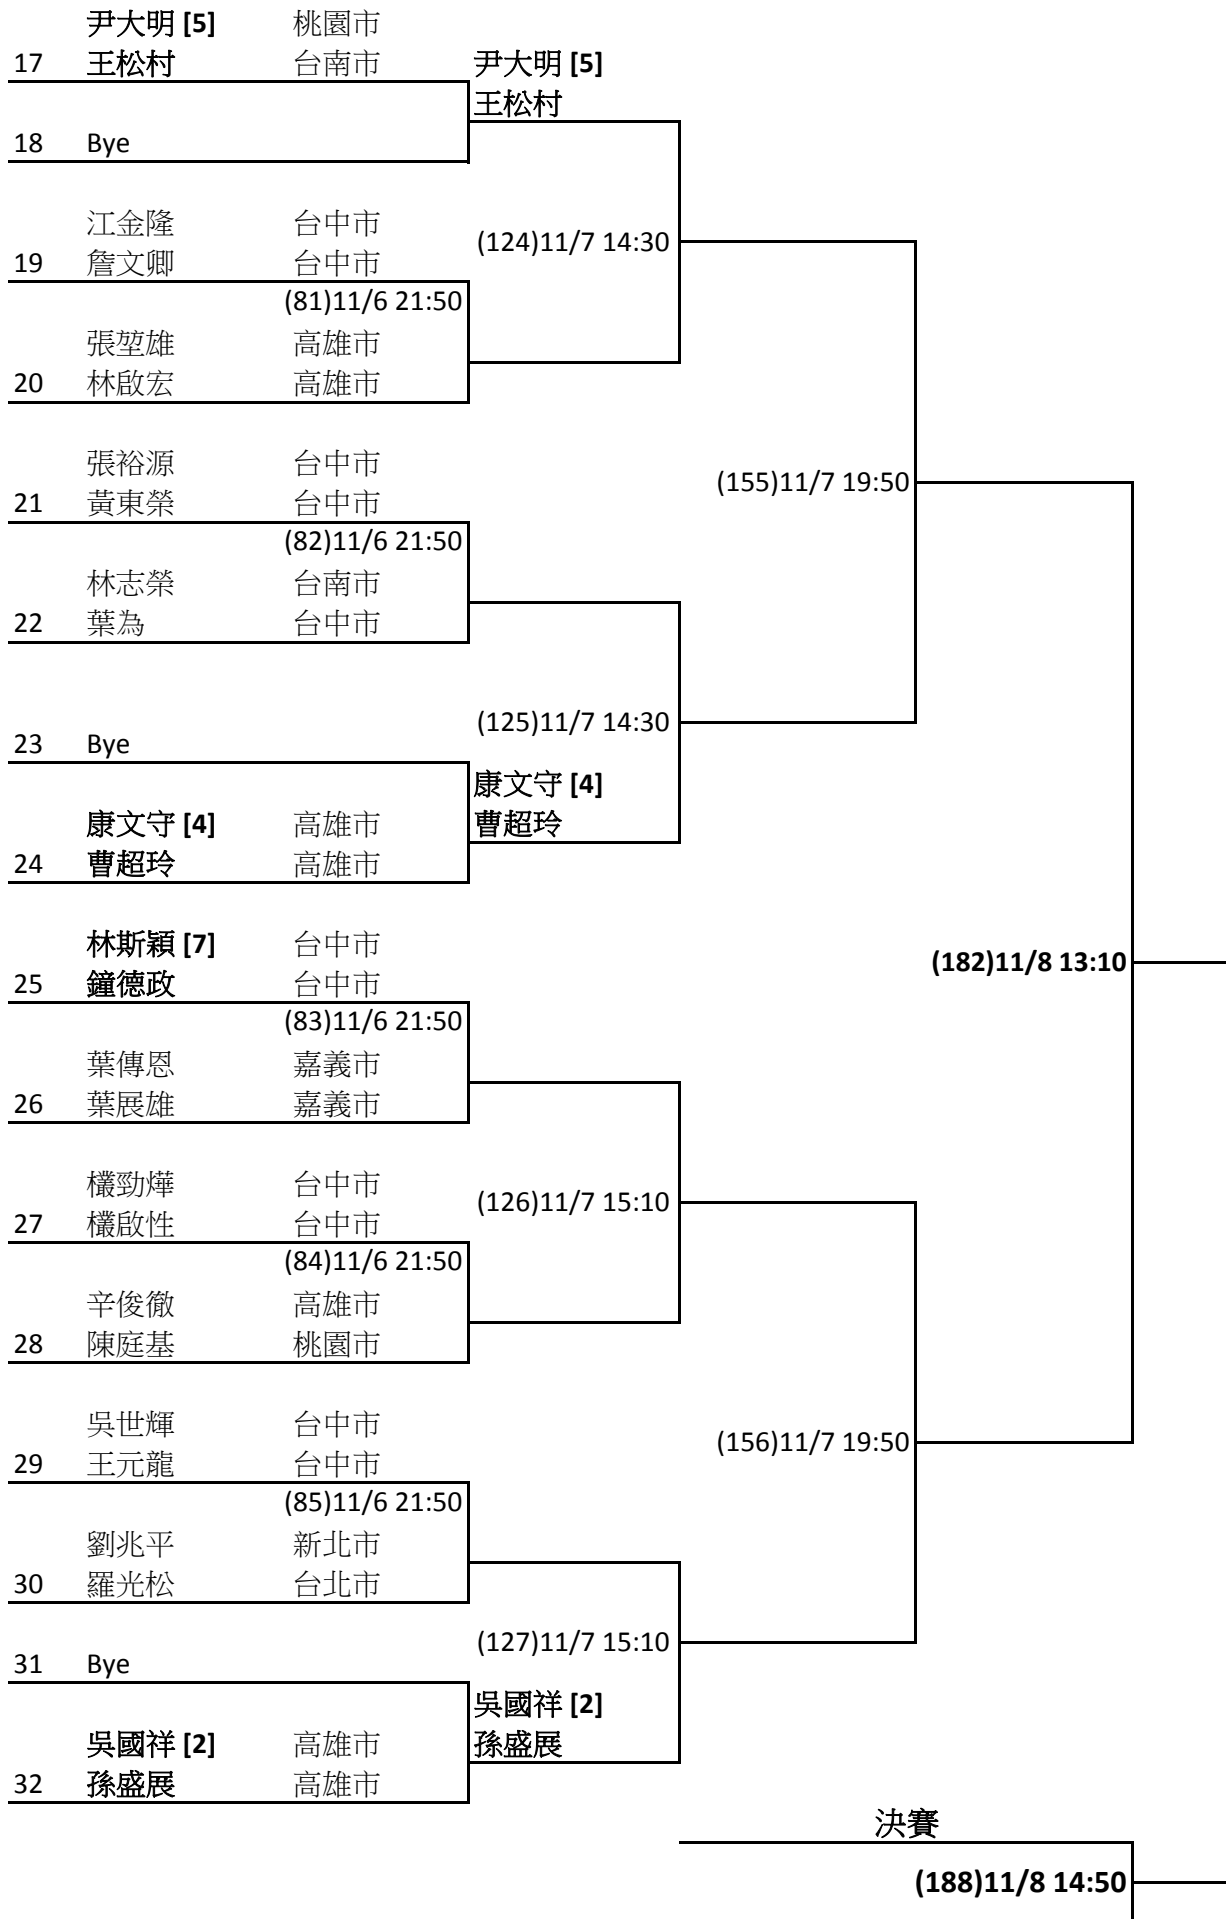 尹大明 [5] 桃園市
17 王松村 台南市 尹大明 [5]
王松村
18 Bye
江金隆 台中市
(124)11/7 14:30
19 詹文卿 台中市
(81)11/6 21:50
張堃雄 高雄市
20 林啟宏 高雄市
張裕源 台中市
(155)11/7 19:50
21 黃東榮 台中市
(82)11/6 21:50
林志榮 台南市
22 葉為 台中市
(125)11/7 14:30
23 Bye
康文守 [4]
康文守 [4] 高雄市 曹超玲
24 曹超玲 高雄市
林斯穎 [7] 台中市
(182)11/8 13:10
25 鐘德政 台中市
(83)11/6 21:50
葉傳恩 嘉義市
26 葉展雄 嘉義市
欉勁燁 台中市
(126)11/7 15:10
27 欉啟性 台中市
(84)11/6 21:50
辛俊徹 高雄市
28 陳庭基 桃園市
吳世輝 台中市
(156)11/7 19:50
29 王元龍 台中市
(85)11/6 21:50
劉兆平 新北市
30 羅光松 台北市
(127)11/7 15:10
31 Bye
吳國祥 [2]
吳國祥 [2] 高雄市 孫盛展
32 孫盛展 高雄市
決賽
(188)11/8 14:50